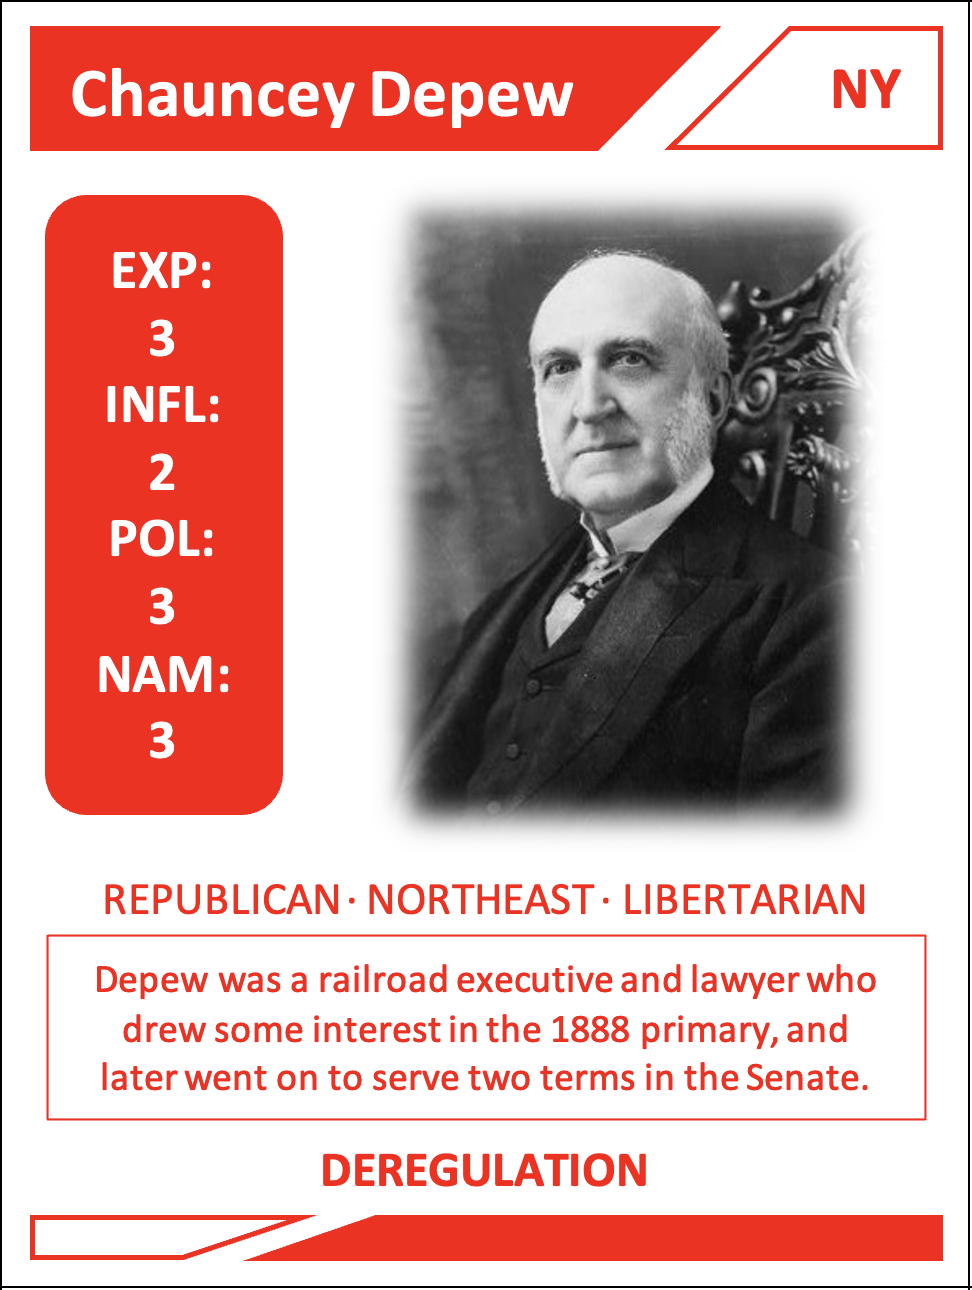 Chauncey Depew
NY
EXP:
3
INFL:
2
POL:
3
NAM:
3
REPUBLICAN · NORTHEAST · LIBERTARIAN
Depew was a railroad executive and lawyer who
drew some interest in the 1888 primary, and
later went on to serve two terms in the Senate.
DEREGULATION